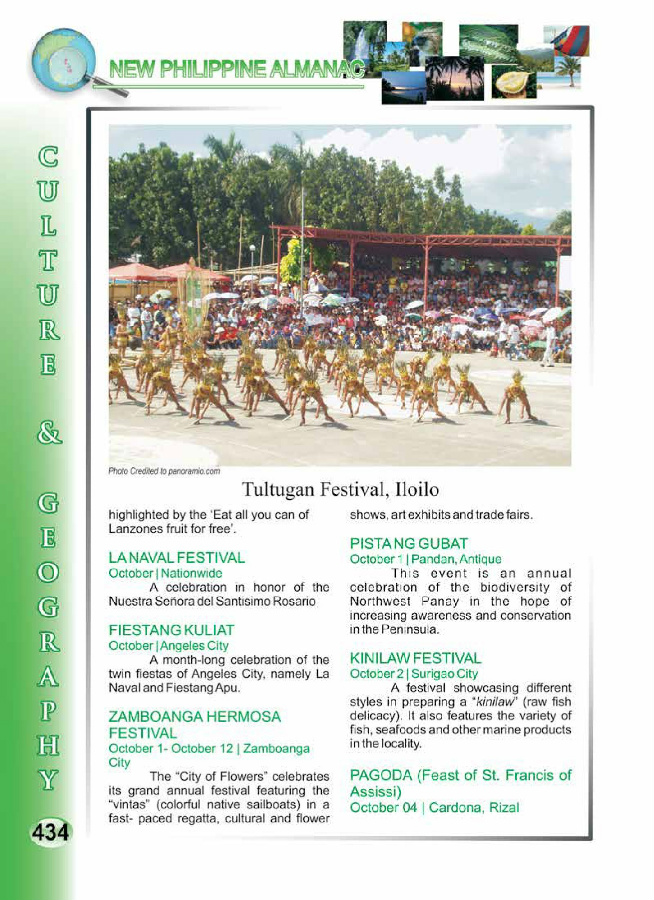 NEW PHILIPPINE ALMANAC
CULTURE & GEOGRAPHY
Photo Credited to panoramio.com
Tultugan Festival, Iloilo
highlighted by the 'Eat all you can of
Lanzones fruit for free'.
LA NAVAL FESTIVAL
October | Nationwide
A celebration in honor of the
Nuestra Señora del Santisimo Rosario
FIESTANG KULIAT
October | Angeles City
A month-long celebration of the
twin fiestas of Angeles City, namely La
Naval and Fiestang Apu.
ZAMBOANGA HERMOSA
FESTIVAL
October 1- October 12 | Zamboanga
City
The "City of Flowers" celebrates
its grand annual festival featuring the
"vintas" (colorful native sailboats) in a
fast- paced regatta, cultural and flower
shows, art exhibits and trade fairs.
PISTA NG GUBAT
October 1 | Pandan, Antique
This event is an annual
celebration of the biodiversity of
Northwest Panay in the hope of
increasing awareness and conservation
in the Peninsula.
KINILAW FESTIVAL
October 2 | Surigao City
A festival showcasing different
styles in preparing a "kinilaw" (raw fish
delicacy). It also features the variety of
fish, seafoods and other marine products
in the locality.
PAGODA (Feast of St. Francis of
Assissi)
October 04 | Cardona, Rizal
434